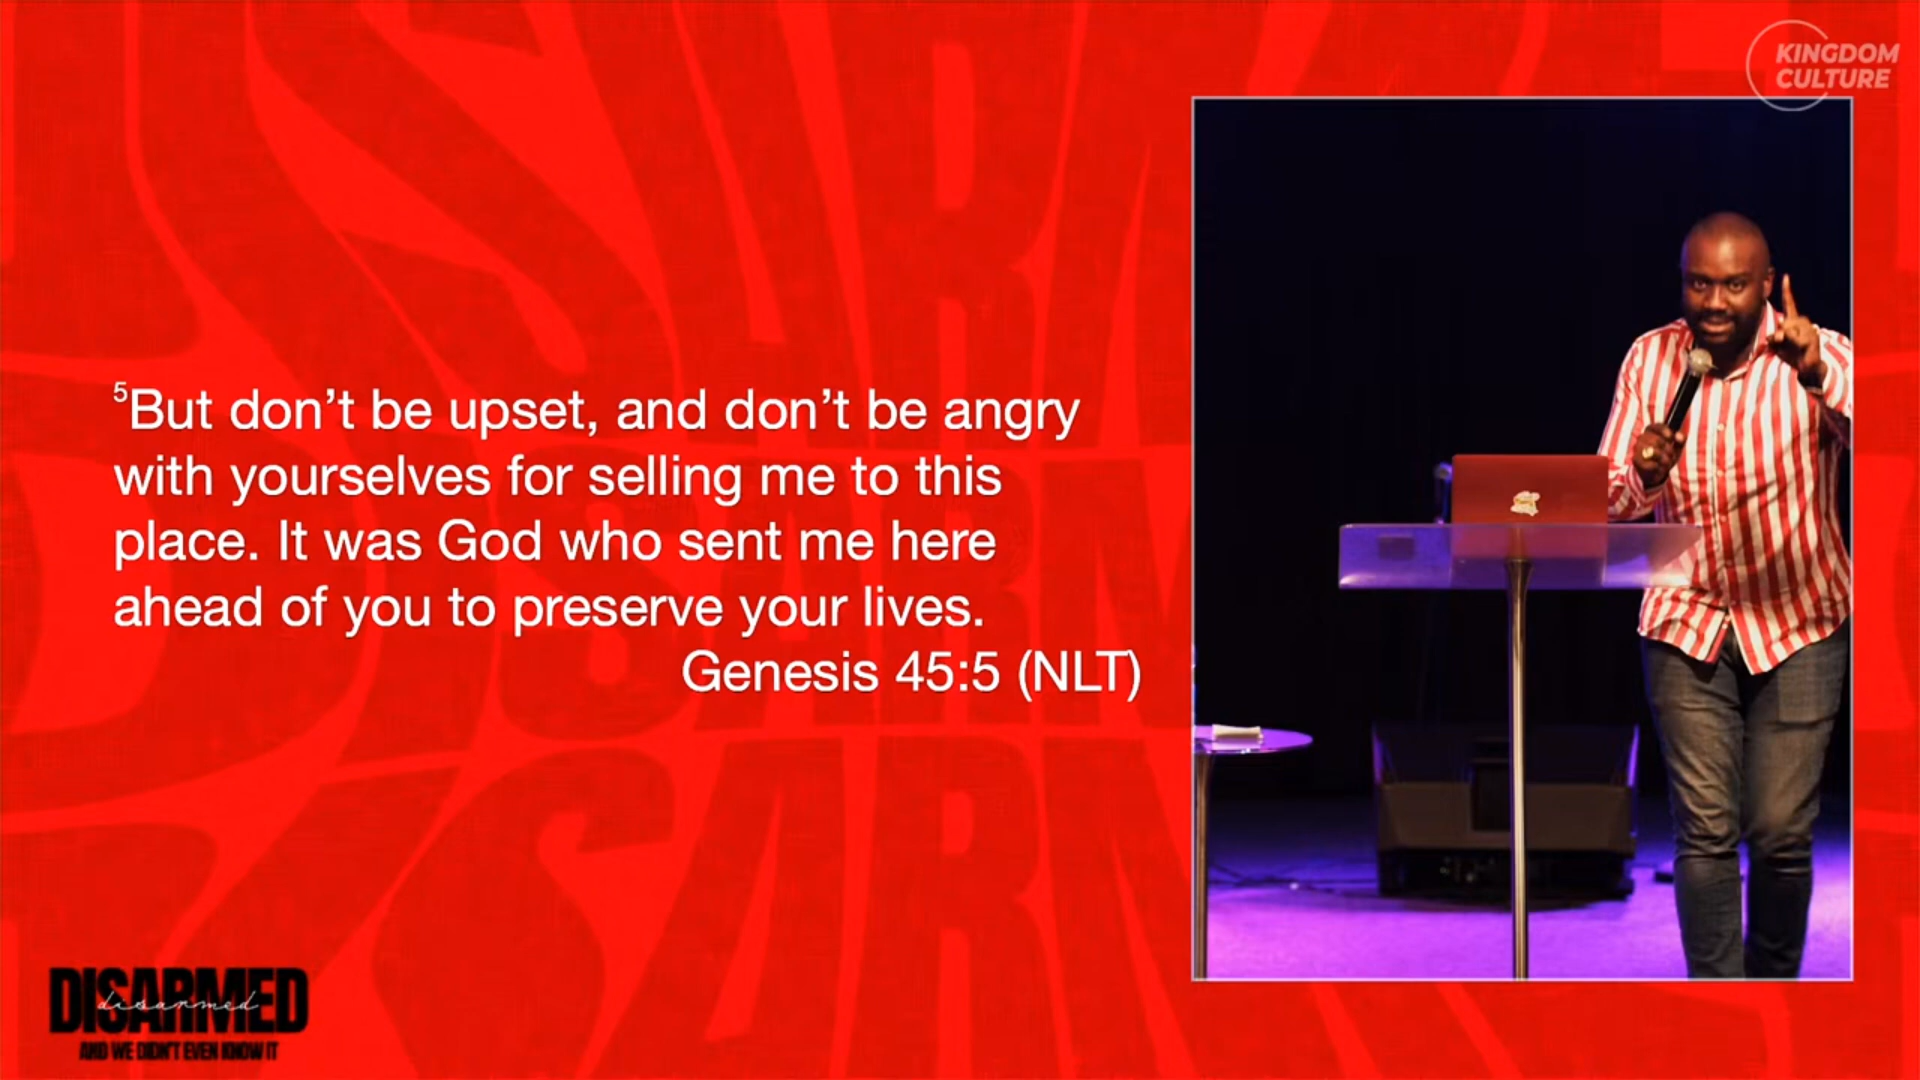 KINGDOM
CULTURE
⁵But don’t be upset, and don’t be angry
with yourselves for selling me to this
place. It was God who sent me here
ahead of you to preserve your lives.
Genesis 45:5 (NLT)
DISARMED
disarmed
AND WE DIDN'T EVEN KNOW IT